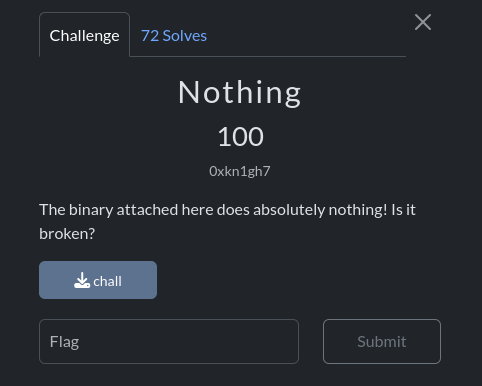 Challenge
72 Solves
Nothing
100
0xkn1gh7
The binary attached here does absolutely nothing! Is it
broken?
chall
Flag
Submit